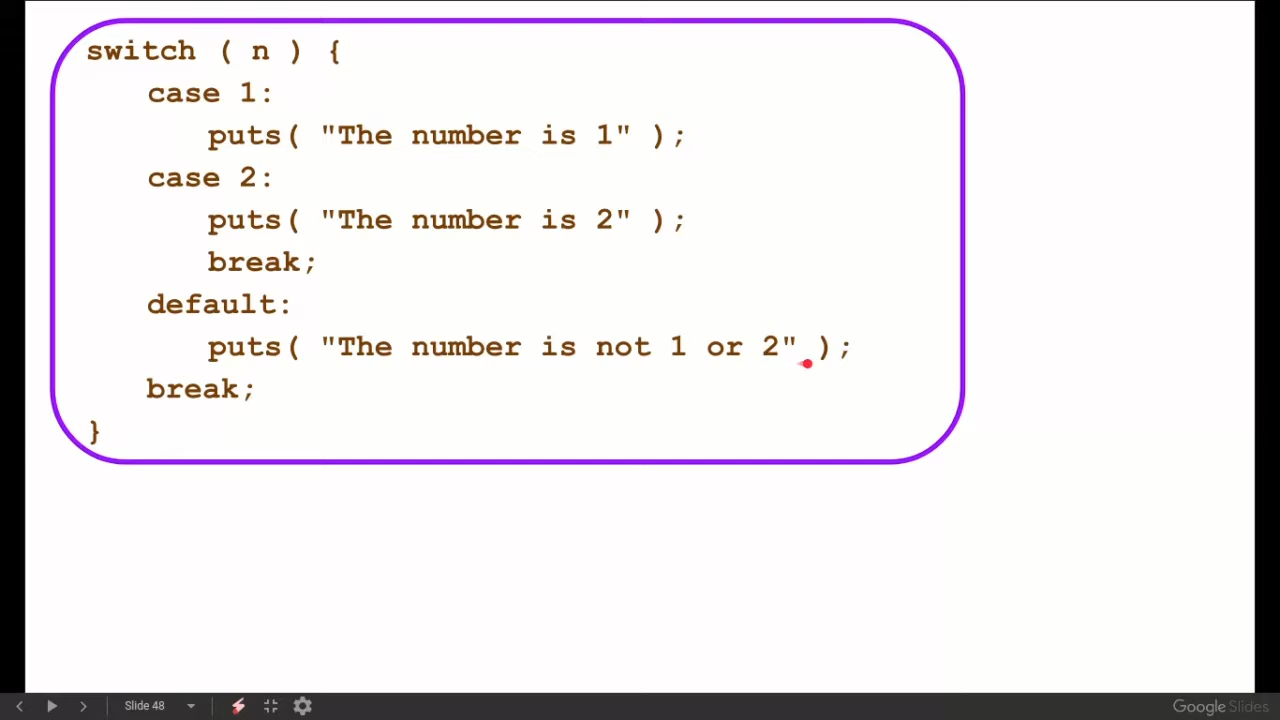 switch ( n ) {
case 1:
puts( "The number is 1" );
case 2:
puts( "The number is 2" );
break;
default:
puts( "The number is not 1 or 2" );
break;
}
Slide 48
Google Slides